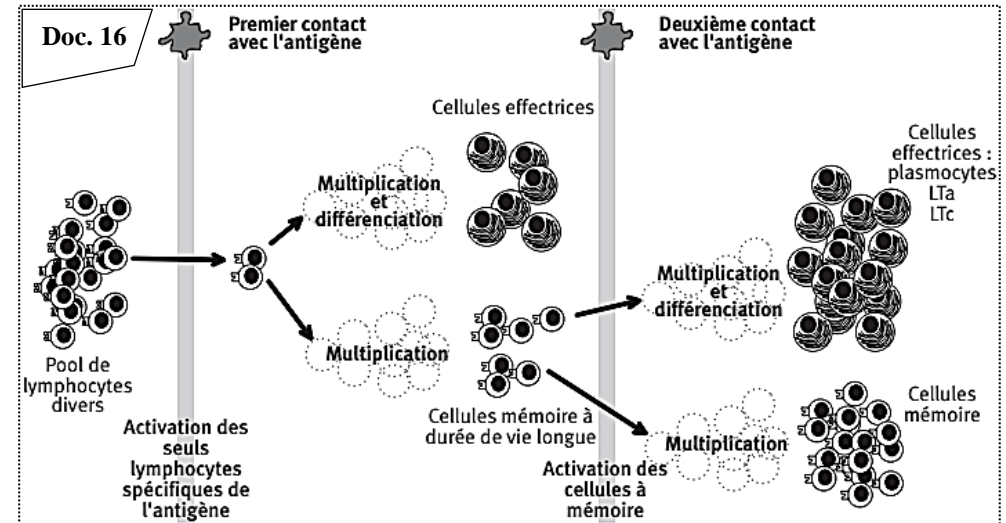 Doc. 16
Premier contact
avec l'antigène
Deuxième contact
avec l'antigène
Cellules effectrices
Multiplication
et
différenciation
Cellules
effectrices :
plasmocytes
LTa
LTc
Multiplication
et
différenciation
Multiplication
Pool de
lymphocytes
divers
Cellules mémoire à
durée de vie longue
Cellules
mémoire
Multiplication
Activation des
seuls
lymphocytes
spécifiques de
l'antigène
Activation des
cellules à
mémoire